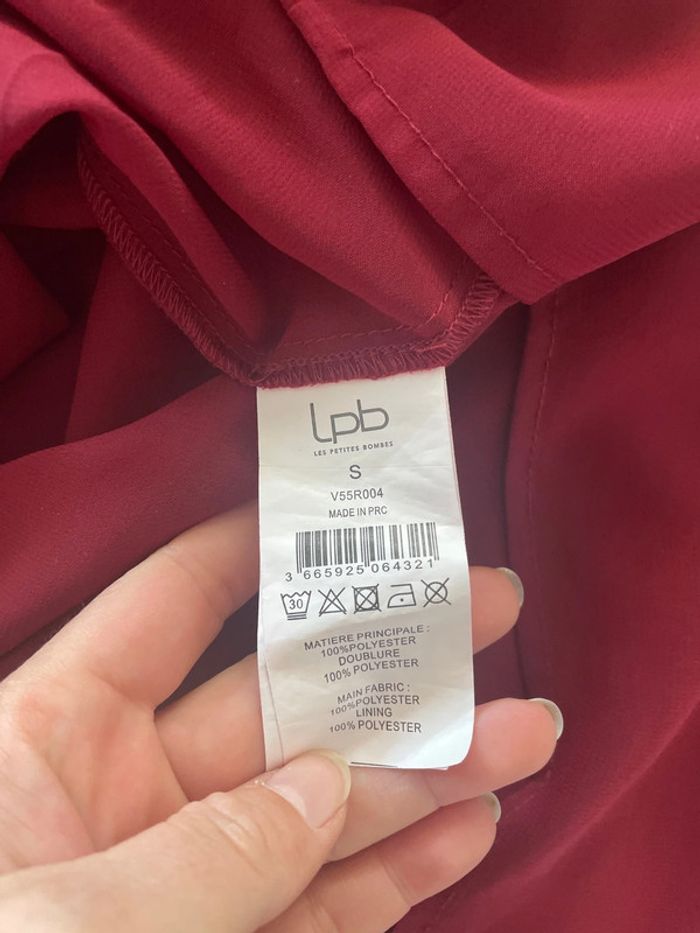 lpb
LES PETITES BOMBES
S
V55R004
MADE IN PRC
3 665925 064321
30
MATIERE PRINCIPALE :
100%POLYESTER
DOUBLURE
100% POLYESTER
MAIN FABRIC :
100%POLYESTER
LINING
100% POLYESTER